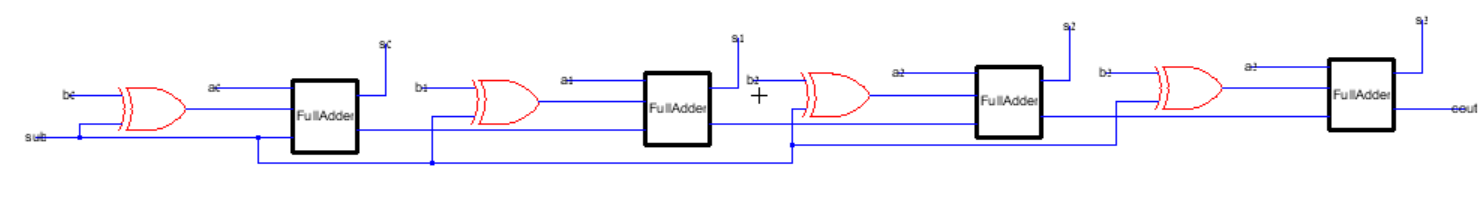 b0
a0
s0
FullAdder
sub
b1
a1
s1
FullAdder
b2
a2
s2
FullAdder
b3
a3
s3
FullAdder
cout